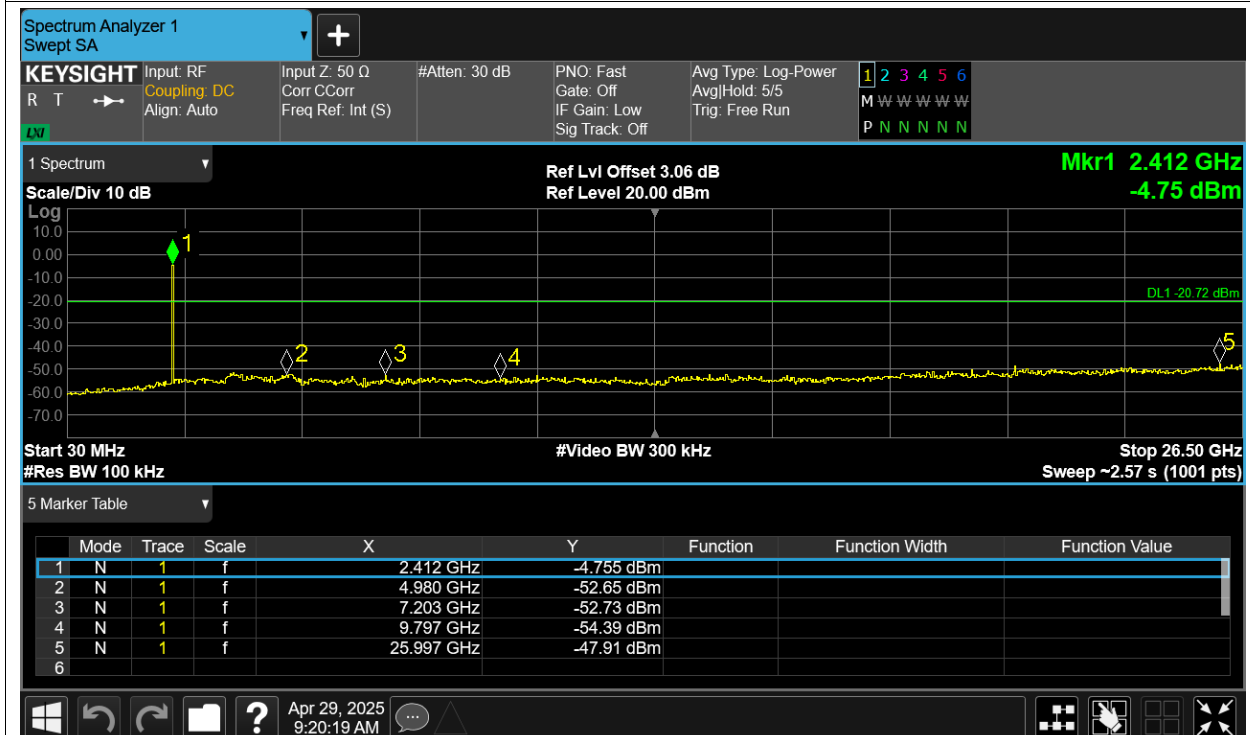 Spectrum Analyzer 1
Swept SA
+
KEYSIGHT
R T
LXI
Input: RF
Coupling: DC
Align: Auto
Input Z: 50 Ω
Corr CCorr
Freq Ref: Int (S)
#Atten: 30 dB
PNO: Fast
Gate: Off
IF Gain: Low
Sig Track: Off
Avg Type: Log-Power
Avg|Hold: 5/5
Trig: Free Run
1 2 3 4 5 6
M W W W W W W
P N N N N N N
1 Spectrum
Scale/Div 10 dB
Ref Lvl Offset 3.06 dB
Ref Level 20.00 dBm
Mkr1 2.412 GHz
-4.75 dBm
Log
10.0
0.00
-10.0
-20.0
-30.0
-40.0
-50.0
-60.0
-70.0
1
2
3
4
5
DL1 -20.72 dBm
Start 30 MHz
#Video BW 300 kHz
Stop 26.50 GHz
#Res BW 100 kHz
Sweep ~2.57 s (1001 pts)
5 Marker Table
Mode Trace Scale X Y Function Function Width Function Value
1 N 1 f 2.412 GHz -4.755 dBm
2 N 1 f 4.980 GHz -52.65 dBm
3 N 1 f 7.203 GHz -52.73 dBm
4 N 1 f 9.797 GHz -54.39 dBm
5 N 1 f 25.997 GHz -47.91 dBm
6
?
Apr 29, 2025
9:20:19 AM